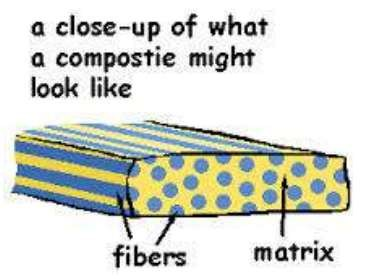 a close-up of what
a compostie might
look like
fibers
matrix